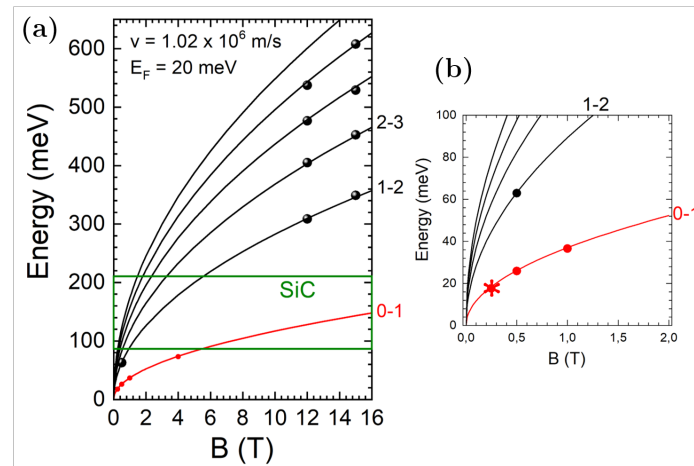 (a)
v = 1.02 x 10⁶ m/s
E_F = 20 meV
600
500
400
300
200
100
0
Energy (meV)
0 2 4 6 8 10 12 14 16
B (T)
2-3
1-2
SiC
0-1
(b)
1-2
100
80
60
40
20
0
Energy (meV)
0-1
0,0 0,5 1,0 1,5 2,0
B (T)